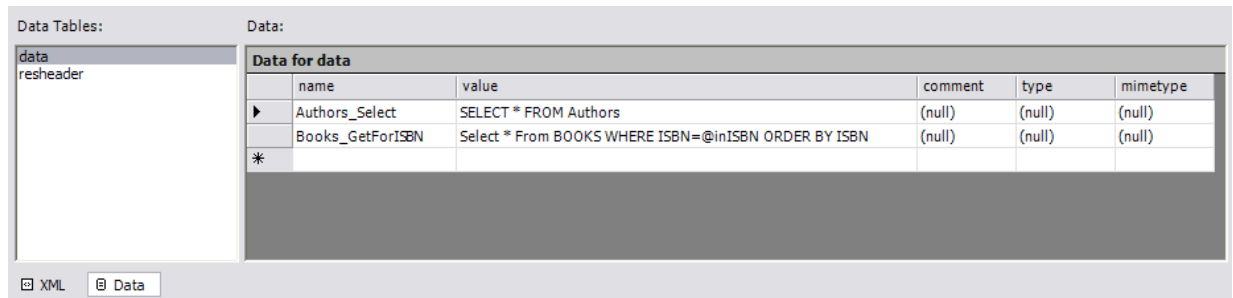 Data Tables: Data:
data
resheader
Data for data
name value comment type mimetype
Authors_Select SELECT * FROM Authors (null) (null) (null)
Books_GetForISBN Select * From BOOKS WHERE ISBN=@inISBN ORDER BY ISBN (null) (null) (null)
XML Data